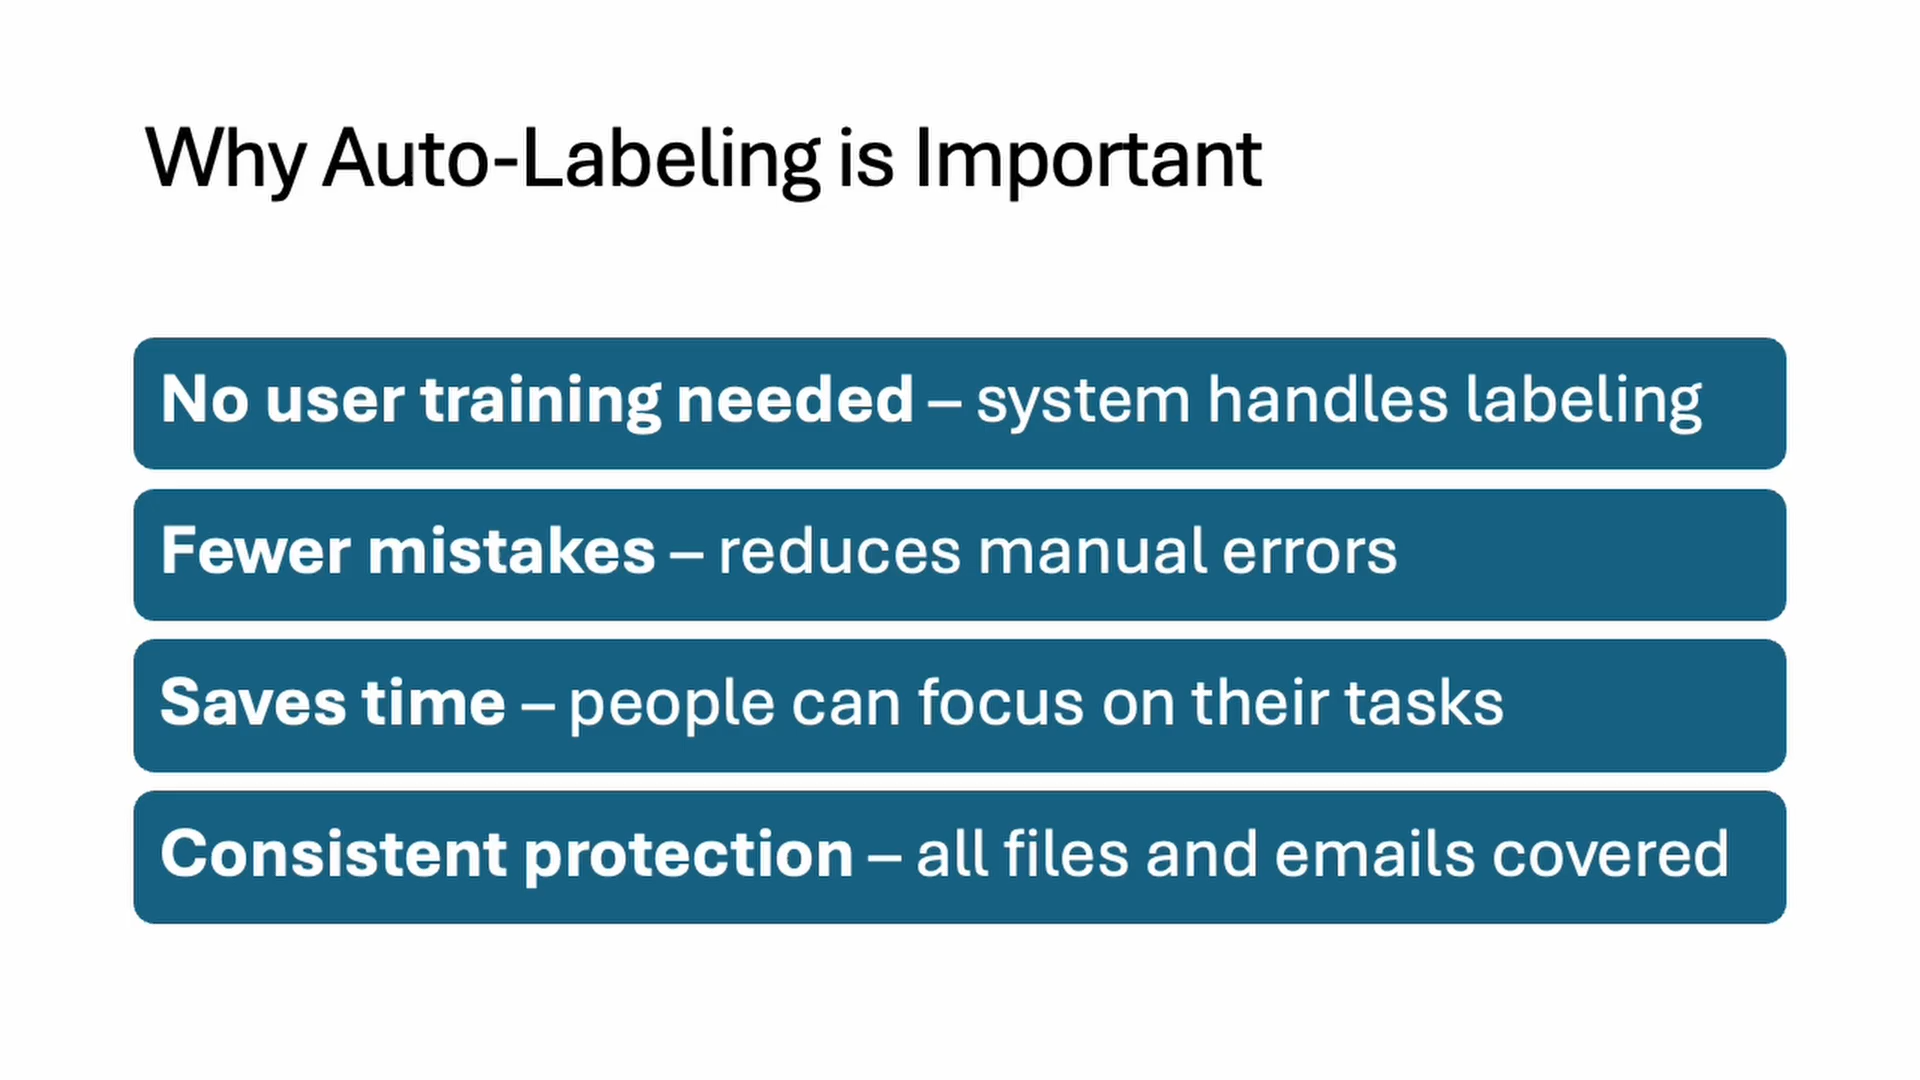 Why Auto-Labeling is Important
No user training needed – system handles labeling
Fewer mistakes – reduces manual errors
Saves time – people can focus on their tasks
Consistent protection – all files and emails covered